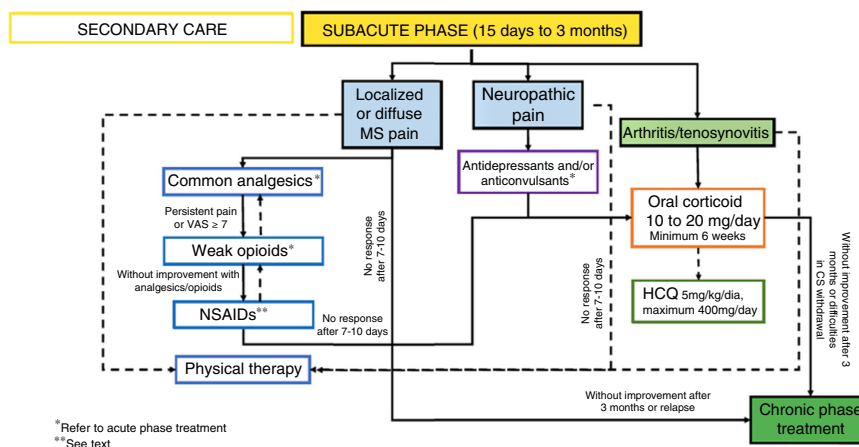 SECONDARY CARE
SUBACUTE PHASE (15 days to 3 months)
Localized
or diffuse
MS pain
Neuropathic
pain
Arthritis/tenosynovitis
Common analgesics*
Antidepressants and/or
anticonvulsants*
Persistent pain
or VAS ≥ 7
Oral corticoid
10 to 20 mg/day
Minimum 6 weeks
Weak opioids*
Without improvement with
analgesics/opioids
No response
after 7-10 days
NSAIDs**
No response
after 7-10 days
No response
after 7-10 days
HCQ 5mg/kg/dia,
maximum 400mg/day
Without improvement after 3
months or difficulties
in CS withdrawal
Physical therapy
Without improvement after
3 months or relapse
Chronic phase
treatment
*Refer to acute phase treatment
**See text